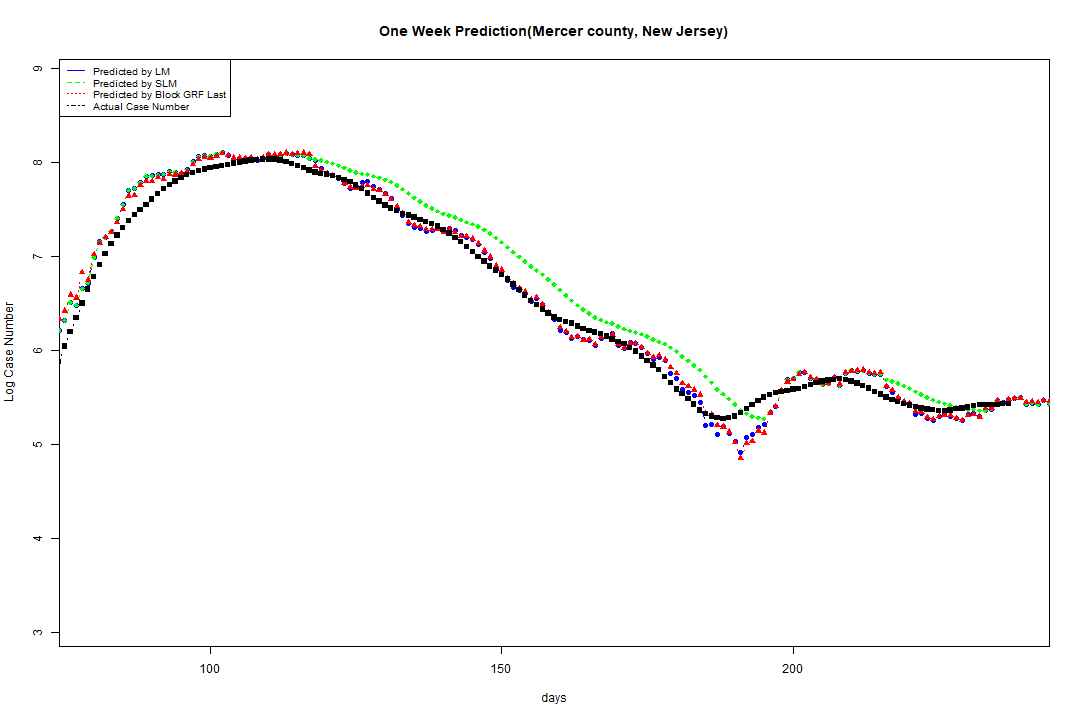 One Week Prediction(Mercer county, New Jersey)
Predicted by LM
Predicted by SLM
Predicted by Block GRF Last
Actual Case Number
Log Case Number
9
8
7
6
5
4
3
100
150
200
days